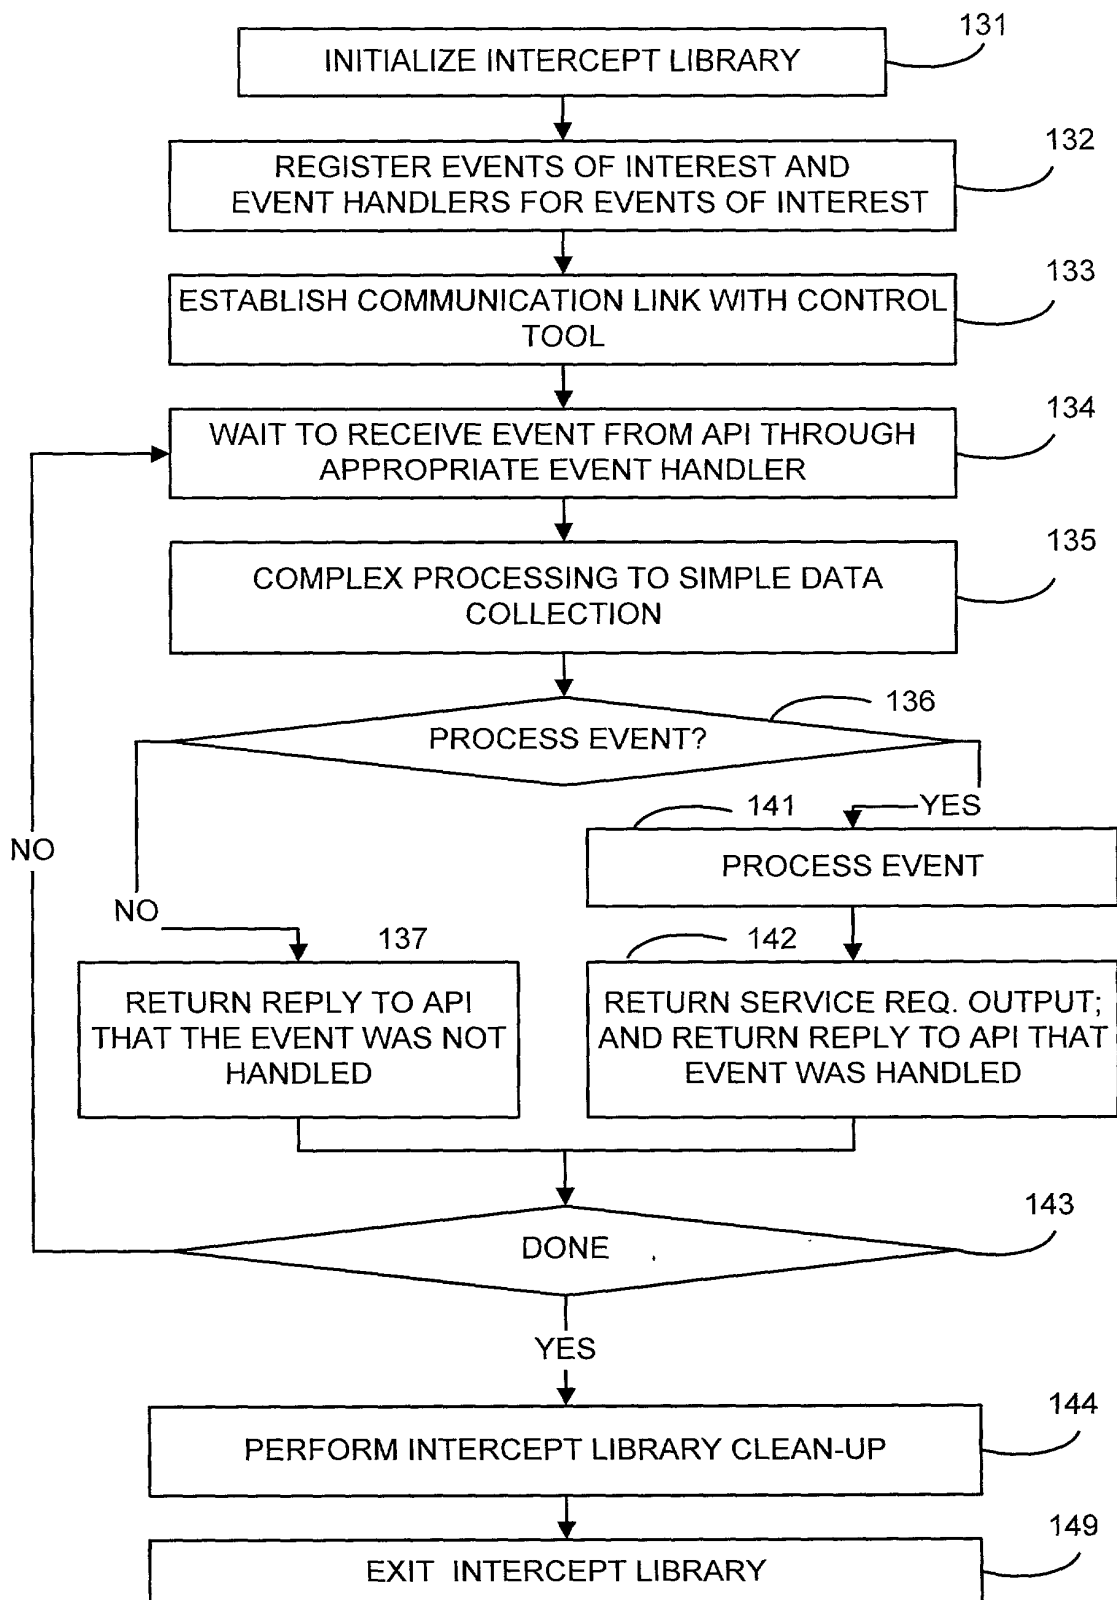 131
INITIALIZE INTERCEPT LIBRARY
132
REGISTER EVENTS OF INTEREST AND
EVENT HANDLERS FOR EVENTS OF INTEREST
133
ESTABLISH COMMUNICATION LINK WITH CONTROL
TOOL
134
WAIT TO RECEIVE EVENT FROM API THROUGH
APPROPRIATE EVENT HANDLER
135
COMPLEX PROCESSING TO SIMPLE DATA
COLLECTION
136
PROCESS EVENT?
YES
141
PROCESS EVENT
NO
NO
137
RETURN REPLY TO API
THAT THE EVENT WAS NOT
HANDLED
142
RETURN SERVICE REQ. OUTPUT;
AND RETURN REPLY TO API THAT
EVENT WAS HANDLED
143
DONE
YES
144
PERFORM INTERCEPT LIBRARY CLEAN-UP
149
EXIT INTERCEPT LIBRARY